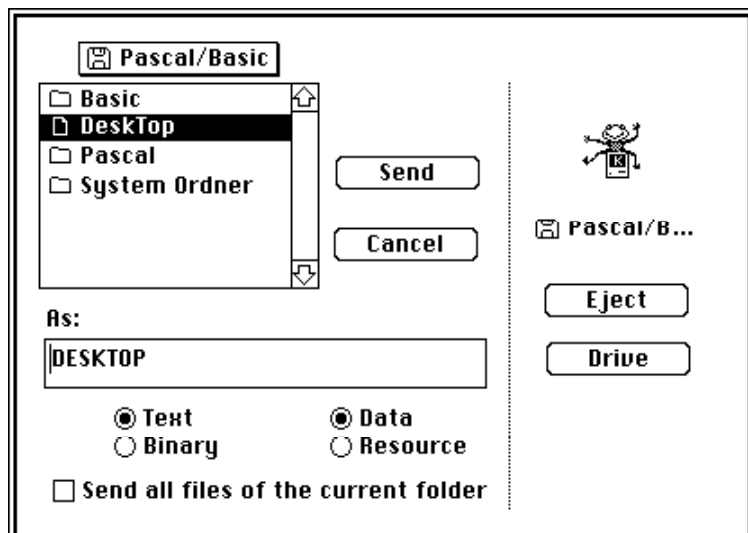 Pascal/Basic
Basic
DeskTop
Pascal
System Ordner
Send
Cancel
As:
DESKTOP
Text
Data
Binary
Resource
Send all files of the current folder
K
Pascal/B...
Eject
Drive